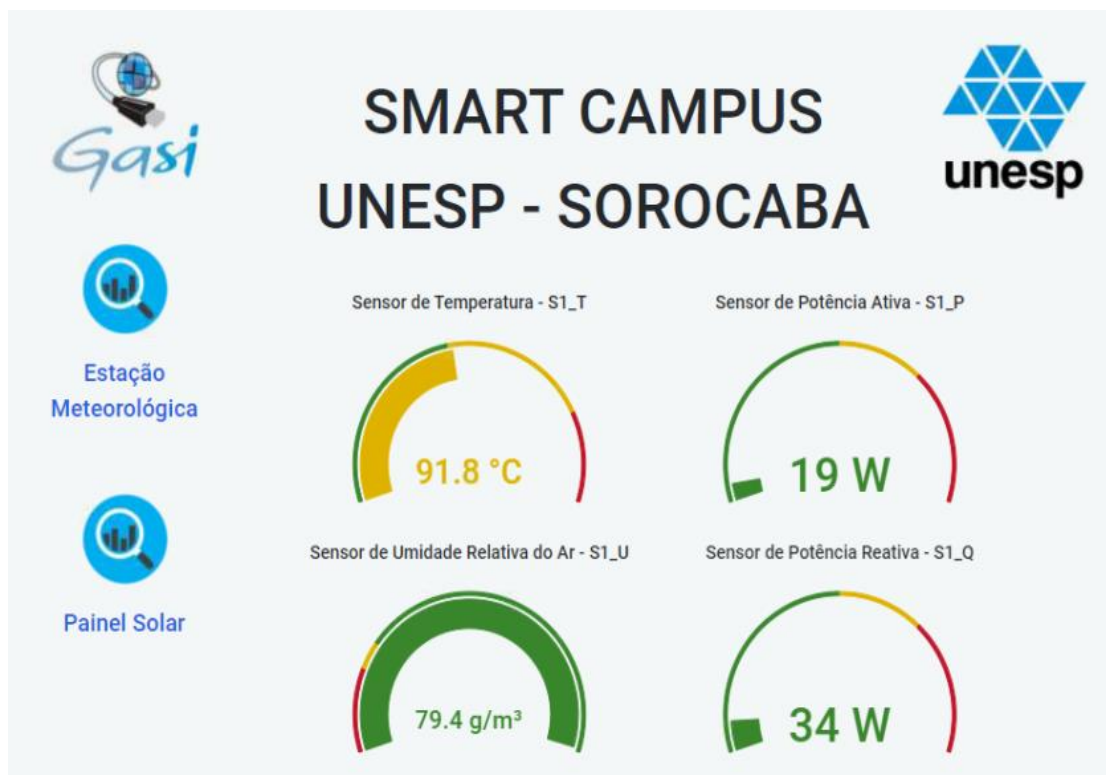 Gasi
SMART CAMPUS
UNESP - SOROCABA
unesp
Estação
Meteorológica
Painel Solar
Sensor de Temperatura - S1_T
91.8 °C
Sensor de Potência Ativa - S1_P
19 W
Sensor de Umidade Relativa do Ar - S1_U
79.4 g/m³
Sensor de Potência Reativa - S1_Q
34 W